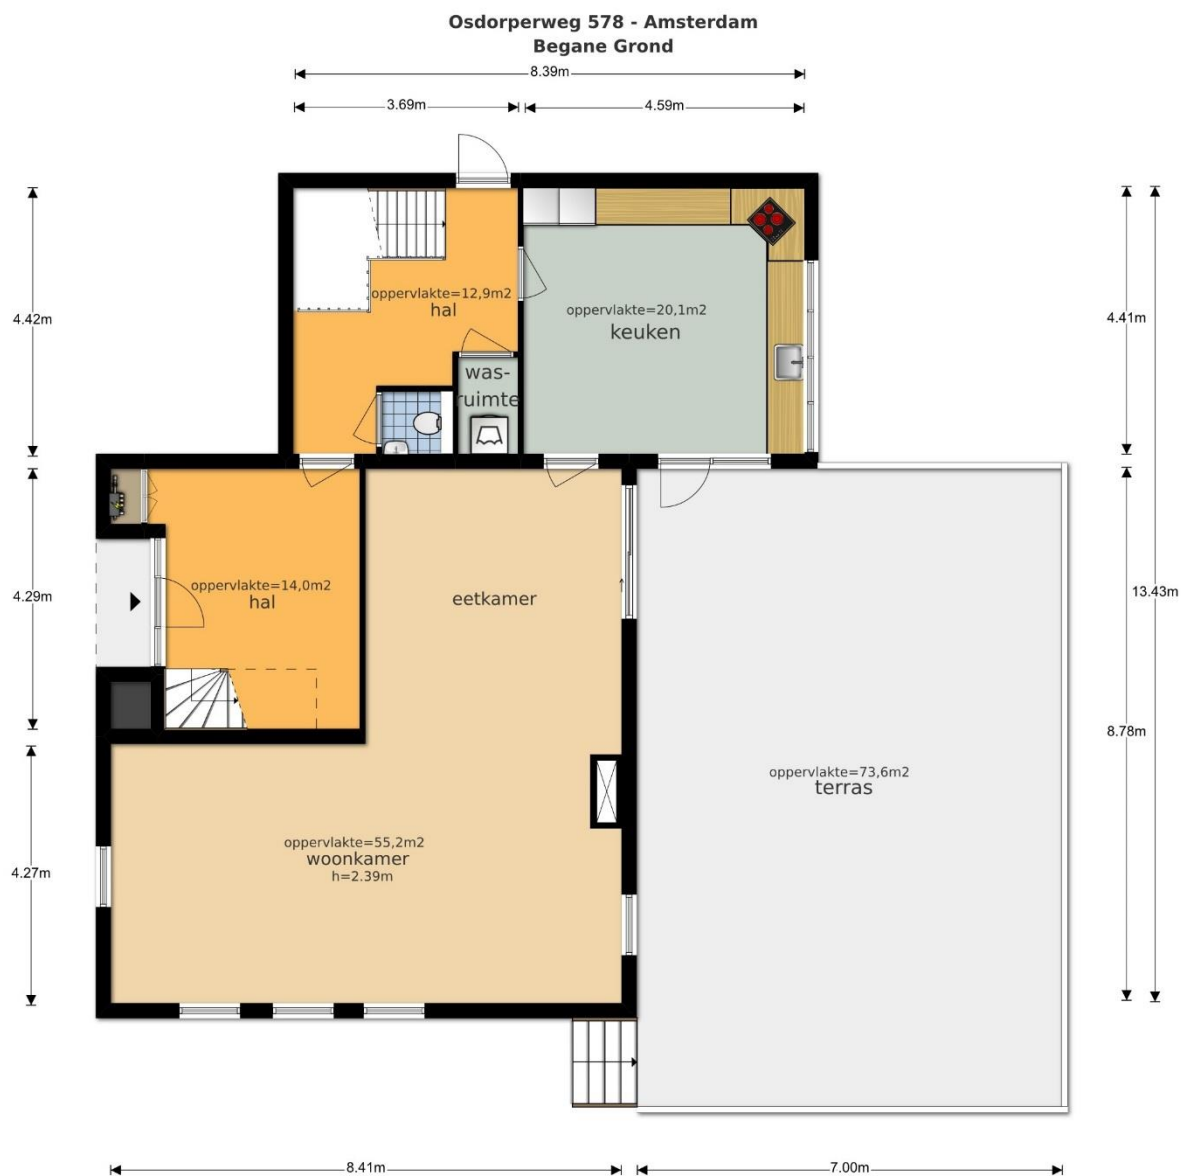 Osdorperweg 578 - Amsterdam
Begane Grond
8.39m
3.69m
4.59m
4.42m
oppervlakte=12,9m2
hal
oppervlakte=20,1m2
keuken
4.41m
was-
ruimte
4.29m
oppervlakte=14,0m2
hal
eetkamer
13.43m
8.78m
oppervlakte=73,6m2
terras
4.27m
oppervlakte=55,2m2
woonkamer
h=2.39m
8.41m
7.00m